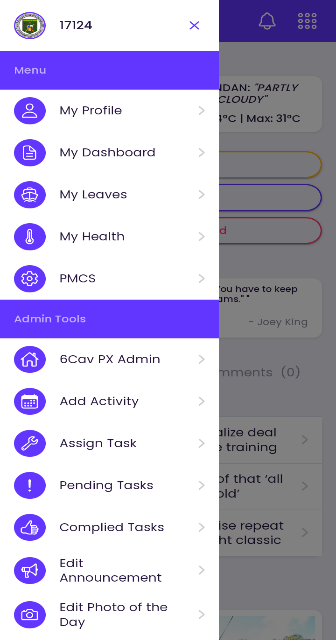 17124
Menu
My Profile
My Dashboard
My Leaves
My Health
PMCS
Admin Tools
6Cav PX Admin
Add Activity
Assign Task
Pending Tasks
Complied Tasks
Edit
Announcement
Edit Photo of the
Day
NDAN: "PARTLY
CLOUDY"
°C | Max: 31°C
d
ou have to keep
ams." "
- Joey King
mments (0)
alize deal
e training
of that 'all
old'
ise repeat
ht classic